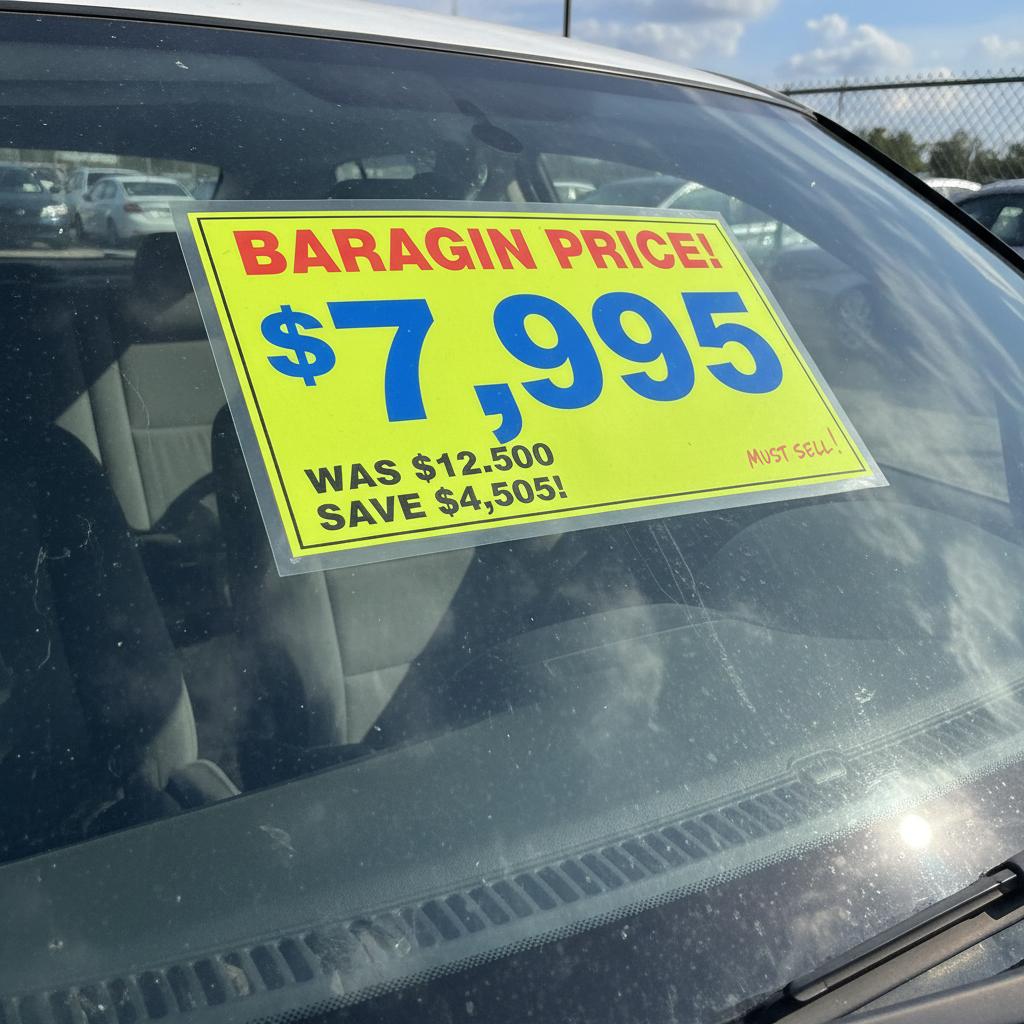 BARAGIN PRICE!
$7,995
WAS $12.500
SAVE $4,505!
MUST SELL!